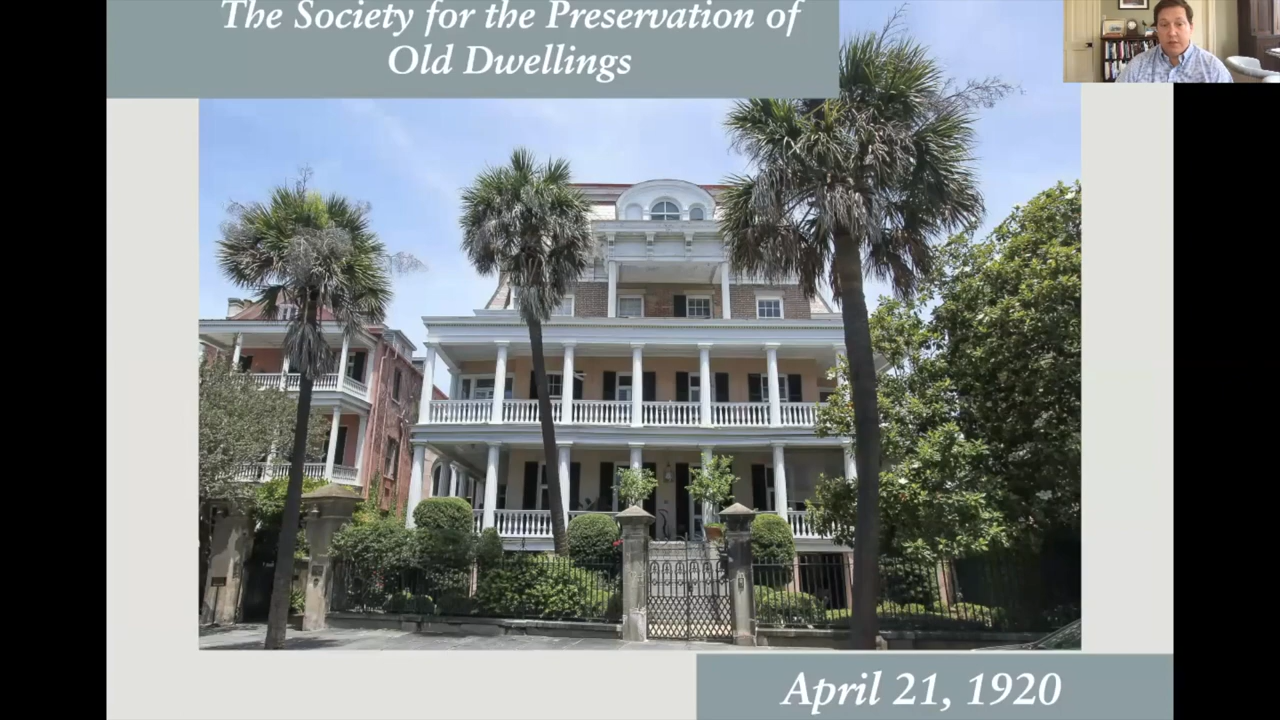 The Society for the Preservation of
Old Dwellings
April 21, 1920